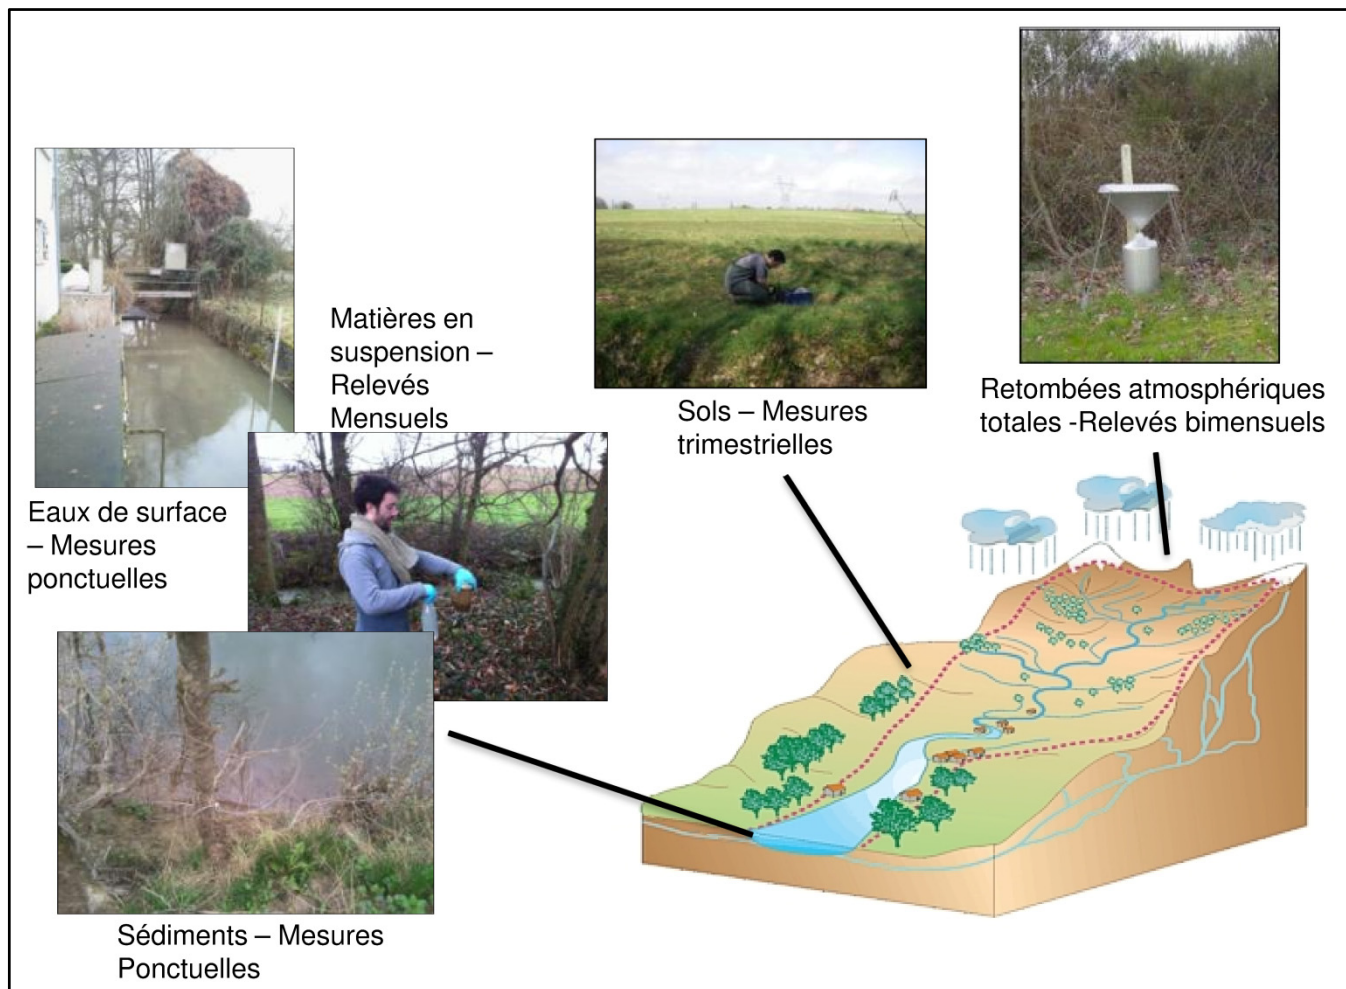 Matières en
suspension –
Relevés
Mensuels
Sols – Mesures
trimestrielles
Retombées atmosphériques
totales -Relevés bimensuels
Eaux de surface
– Mesures
ponctuelles
Sédiments – Mesures
Ponctuelles